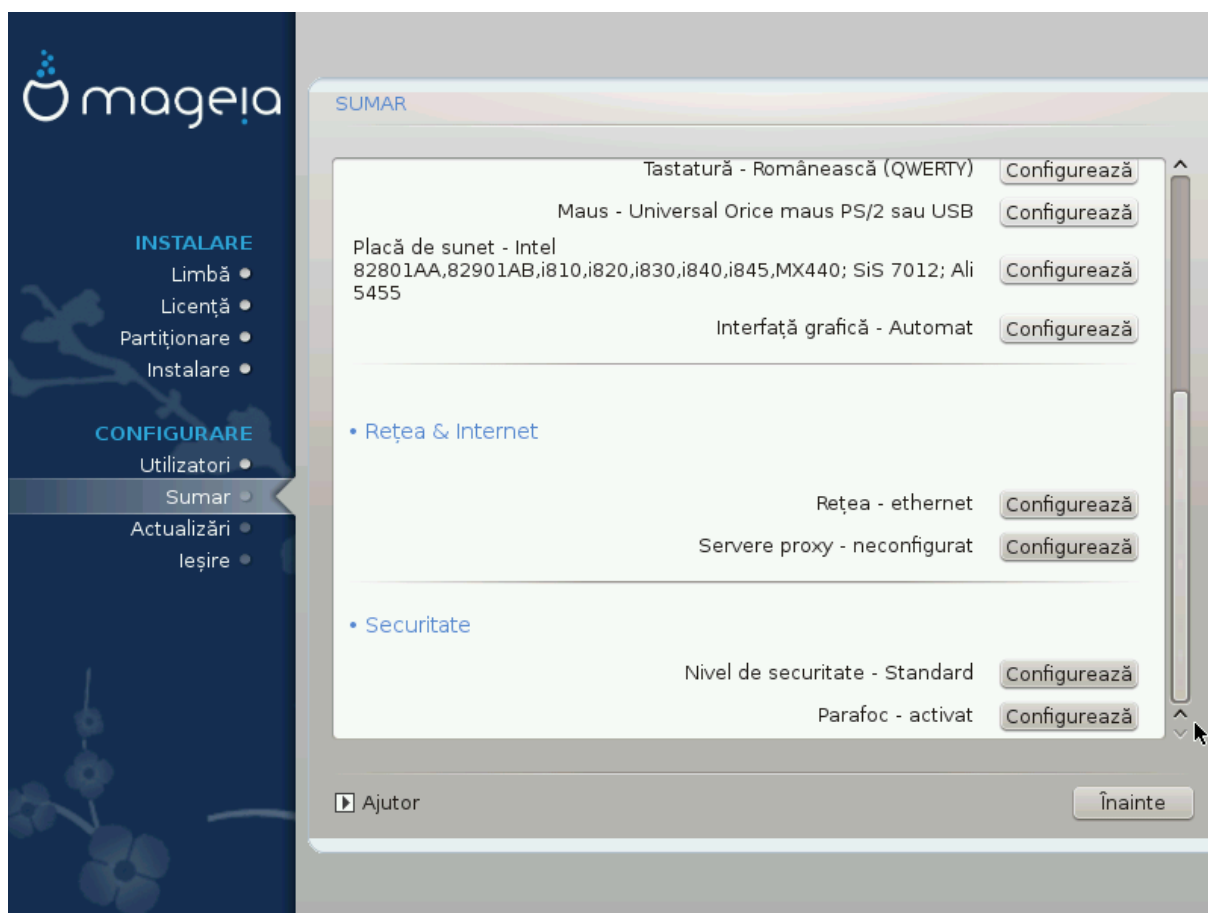 mageia
INSTALARE
Limbă
Licență
Partiționare
Instalare
CONFIGURARE
Utilizatori
Sumar
Actualizări
Ieșire
SUMAR
Tastatură - Românească (QWERTY) Configurează
Maus - Universal Orice maus PS/2 sau USB Configurează
Placă de sunet - Intel
82801AA,82901AB,i810,i820,i830,i840,i845,MX440; SiS 7012; Ali Configurează
5455
Interfață grafică - Automat Configurează
• Rețea & Internet
Rețea - ethernet Configurează
Servere proxy - neconfigurat Configurează
• Securitate
Nivel de securitate - Standard Configurează
Parafoc - activat Configurează
Ajutor
Înainte